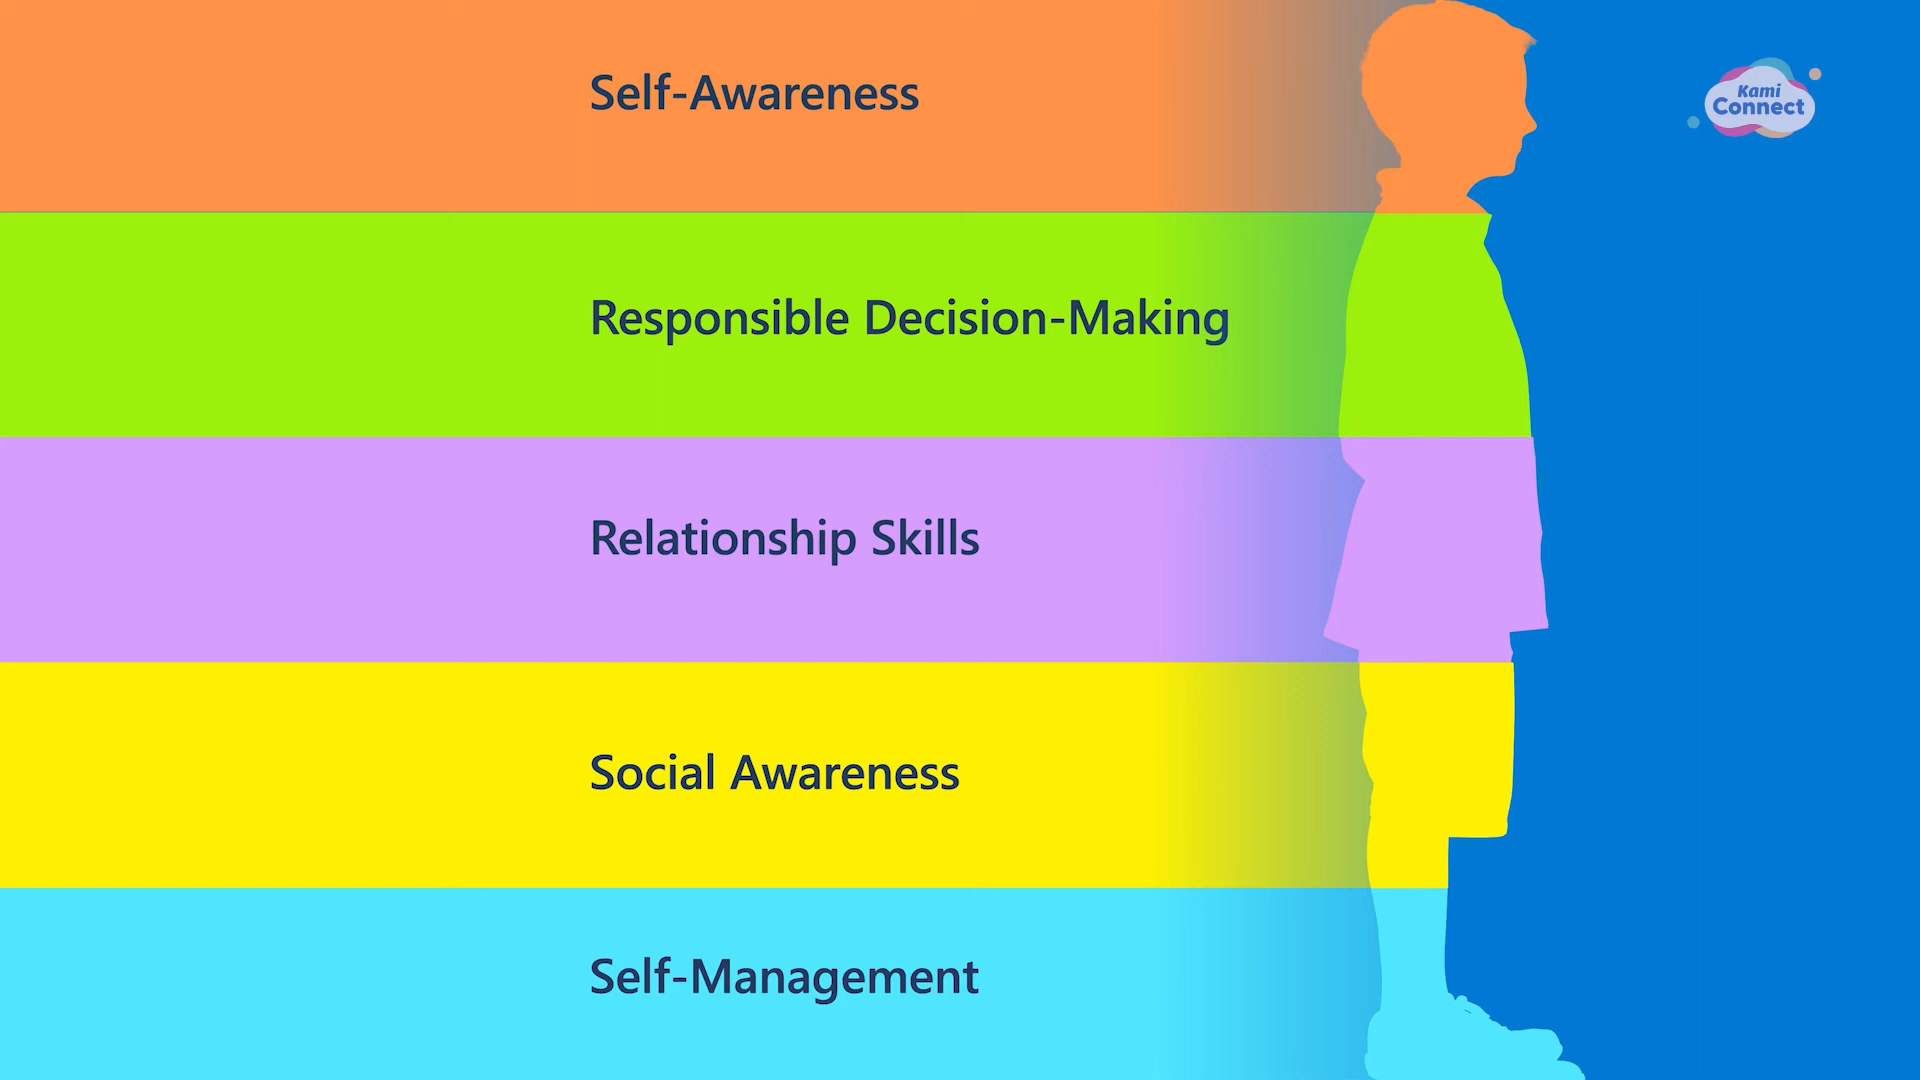 Self-Awareness
Kami
Connect
Responsible Decision-Making
Relationship Skills
Social Awareness
Self-Management